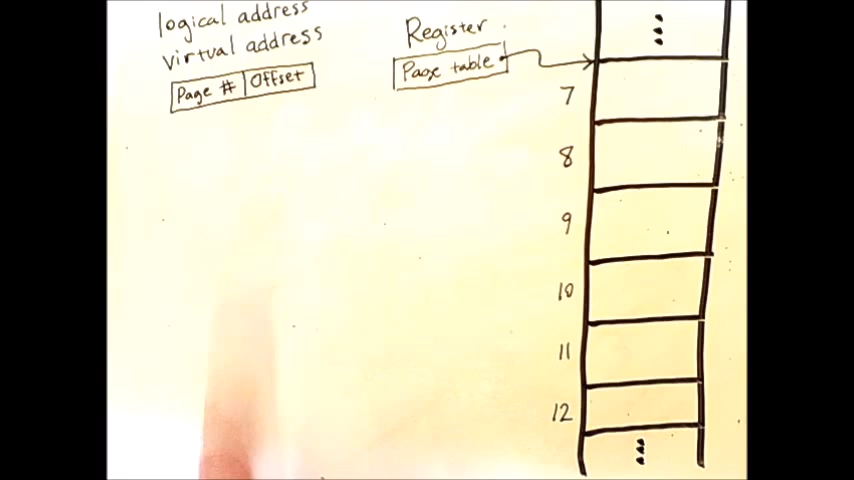 logical address
virtual address
Page # | Offset
Register
Page table
7
8
9
10
11
12